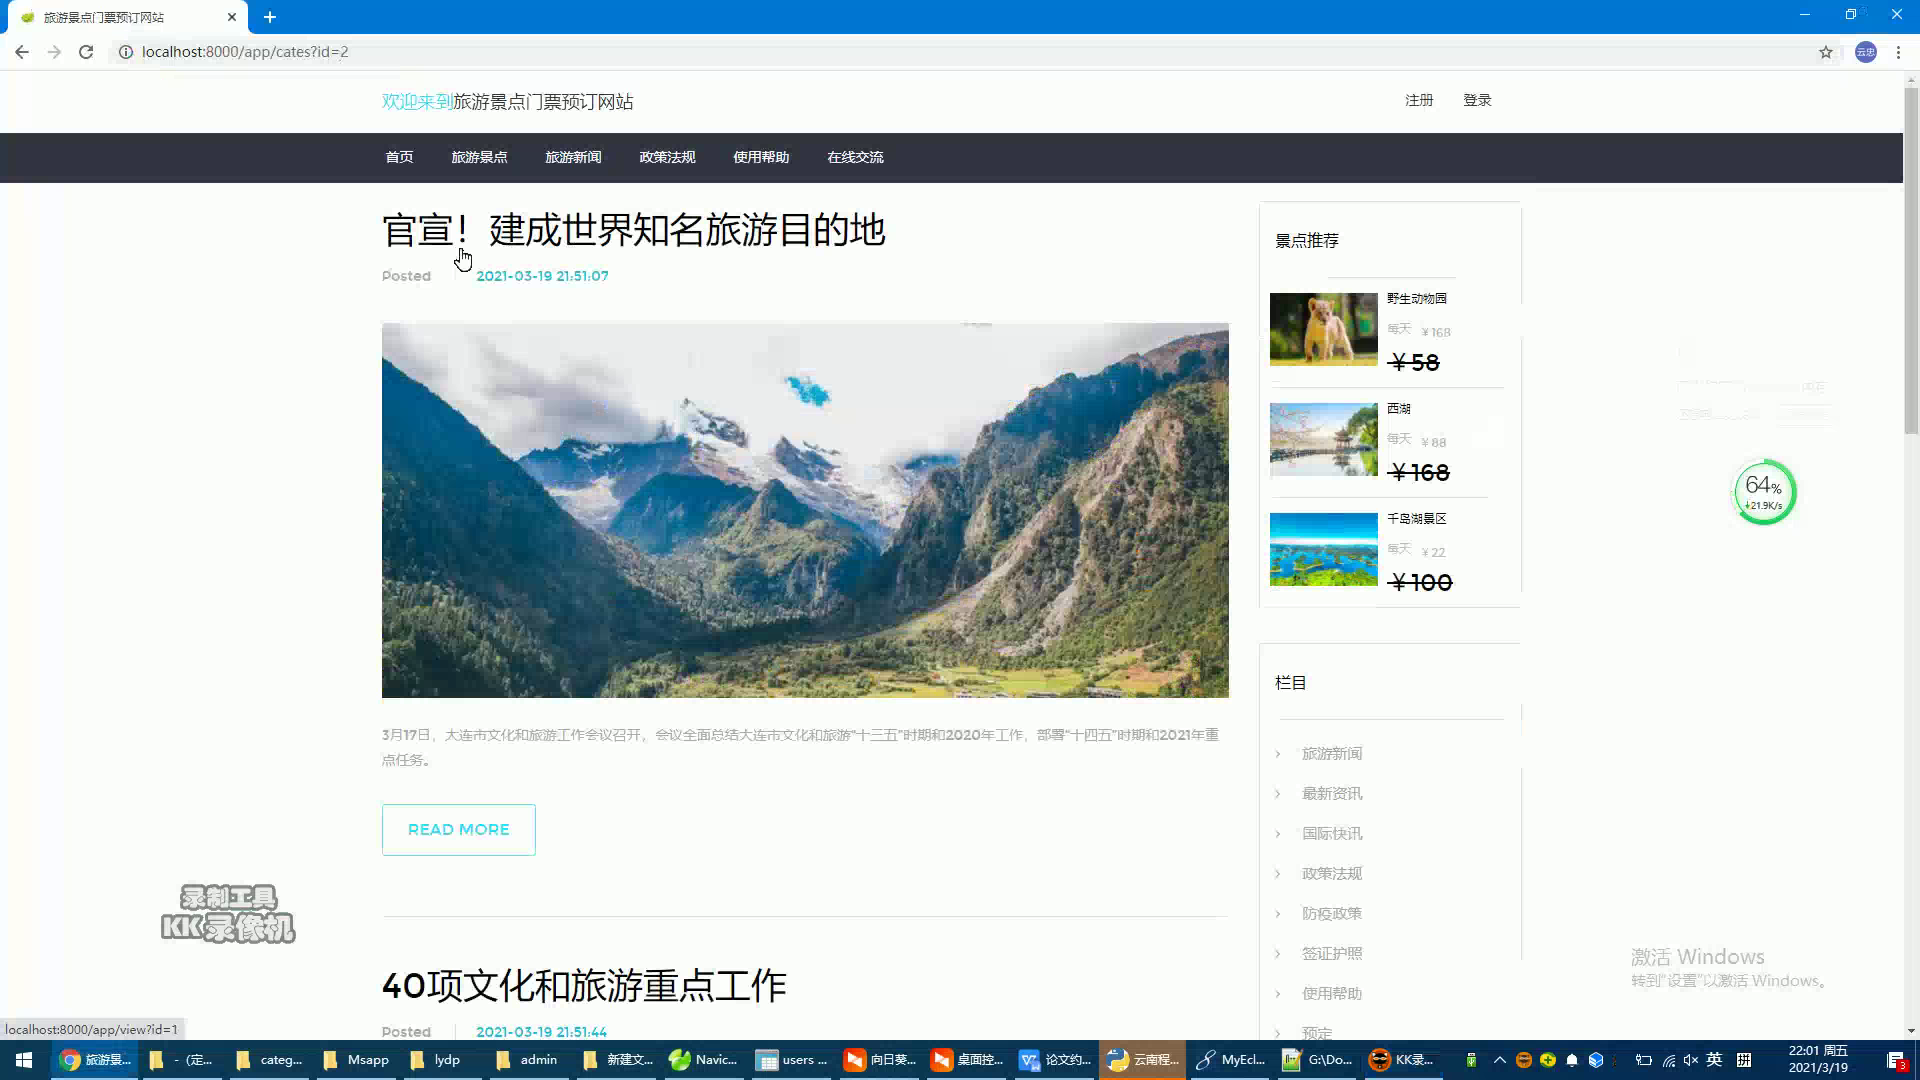 旅游景点门票预订网站
localhost:8000/app/cates?id=2
云忠
欢迎来到旅游景点门票预订网站
注册 登录
首页 旅游景点 旅游新闻 政策法规 使用帮助 在线交流
官宣！建成世界知名旅游目的地
Posted 2021-03-19 21:51:07
3月17日，大连市文化和旅游工作会议召开，会议全面总结大连市文化和旅游“十三五”时期和2020年工作，部署“十四五”时期和2021年重
点任务。
READ MORE
40项文化和旅游重点工作
Posted 2021-03-19 21:51:44
景点推荐
野生动物园
每天 ￥168
￥58
西湖
每天 ￥88
￥168
千岛湖景区
每天 ￥22
￥100
栏目
旅游新闻
最新资讯
国际快讯
政策法规
防疫政策
签证护照
使用帮助
预定
64%
21.9K/s
录制工具
KK录像机
激活 Windows
转到“设置”以激活 Windows。
localhost:8000/app/view?id=1
旅游景... - (定... categ... Msapp lydp admin 新建文... Navic... users ... 向日葵... 桌面控... 论文约... 云南程... MyEcl... G:\Do... KK录... 英 拼
22:01 周五
2021/3/19
3